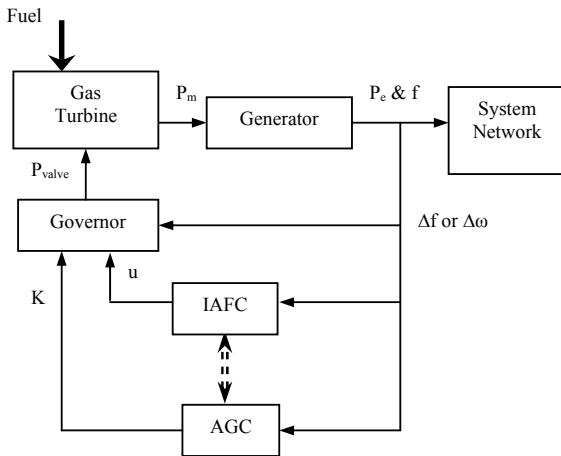 Fuel
Gas
Turbine
Pm
Generator
Pe & f
System
Network
Pvalve
Governor
Δf or Δω
K
u
IAFC
AGC